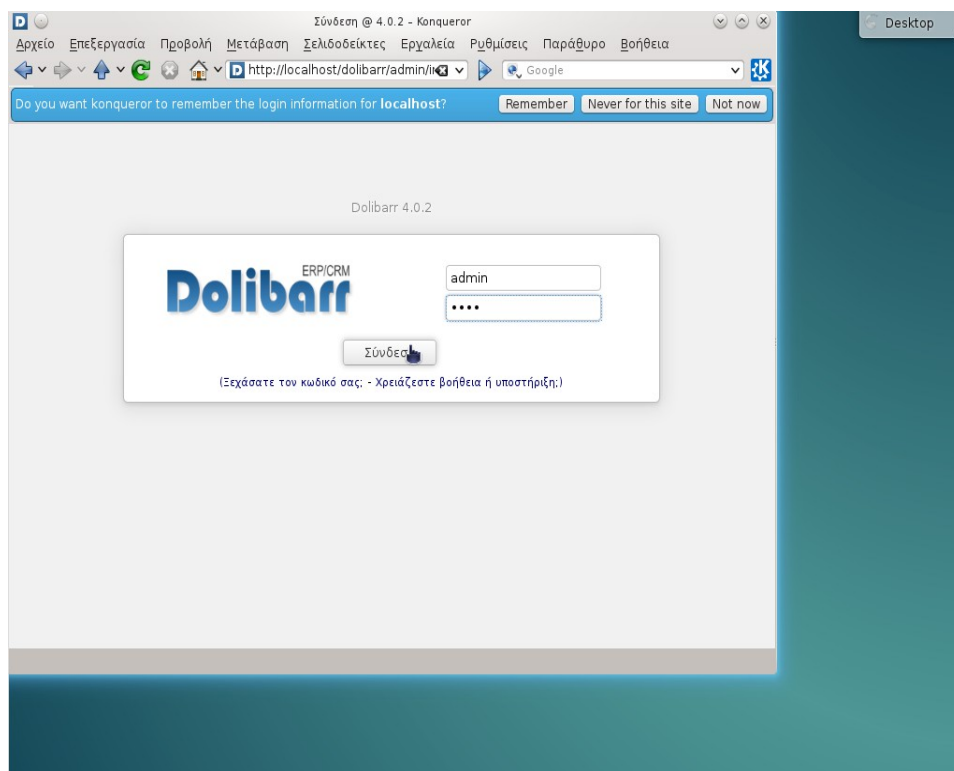 Σύνδεση @ 4.0.2 - Konqueror
Desktop
Αρχείο Επεξεργασία Προβολή Μετάβαση Σελιδοδείκτες Εργαλεία Ρυθμίσεις Παράθυρο Βοήθεια
http://localhost/dolibarr/admin/i Google
Do you want konqueror to remember the login information for localhost? Remember Never for this site Not now
Dolibarr 4.0.2
ERP/CRM
Dolibarr
admin
••••
Σύνδεσ
(Ξεχάσατε τον κωδικό σας; - Χρειάζεστε βοήθεια ή υποστήριξη;)